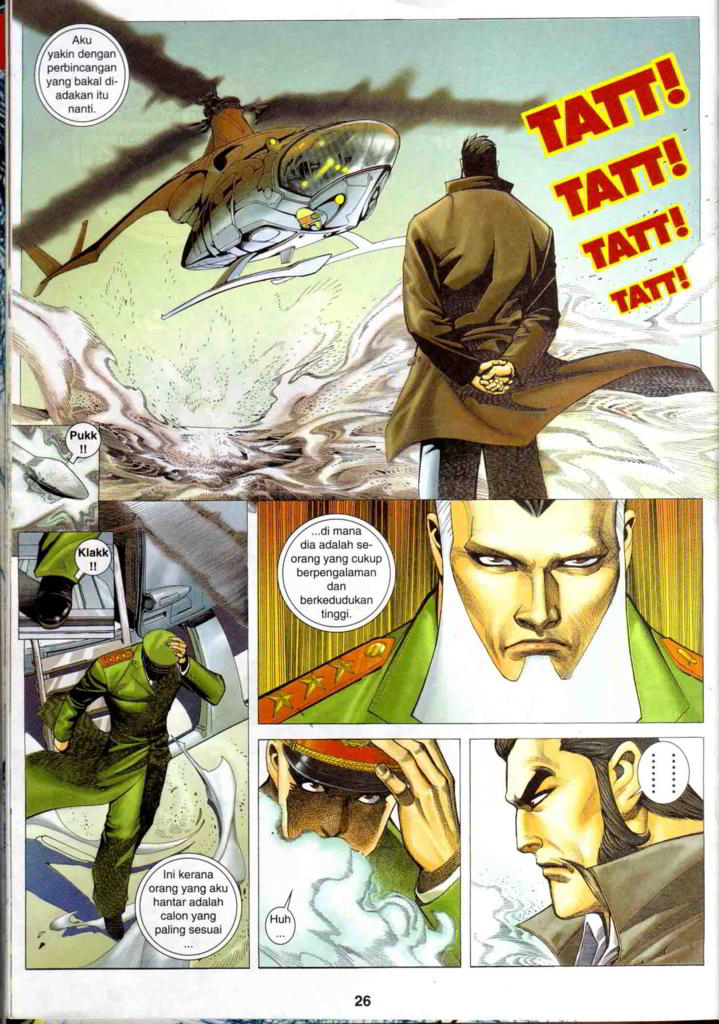 Aku
yakin dengan
perbincangan
yang bakal di-
adakan itu
nanti.
TATT!
TATT!
TATT!
TATT!
Pukk
!!
Klakk
!!
Ini kerana
orang yang aku
hantar adalah
calon yang
paling sesuai
...
...di mana
dia adalah se-
orang yang cukup
berpengalaman
dan
berkedudukan
tinggi.
Huh
...
......
26